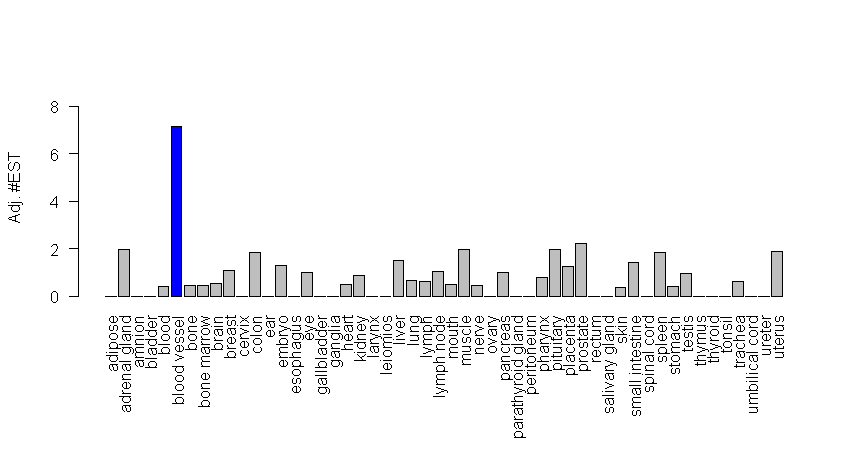 Adj. #EST
8
6
4
2
0
adipose
adrenal gland
amnion
bladder
blood
blood vessel
bone
bone marrow
brain
breast
cervix
colon
ear
embryo
esophagus
eye
gallbladder
ganglia
heart
kidney
larynx
leiomios
liver
lung
lymph
lymph node
mouth
muscle
nerve
ovary
pancreas
parathyroid gland
peritoneum
pharynx
pituitary
placenta
prostate
rectum
salivary gland
skin
small intestine
spinal cord
spleen
stomach
testis
thymus
thyroid
tonsil
trachea
umbilical cord
ureter
uterus